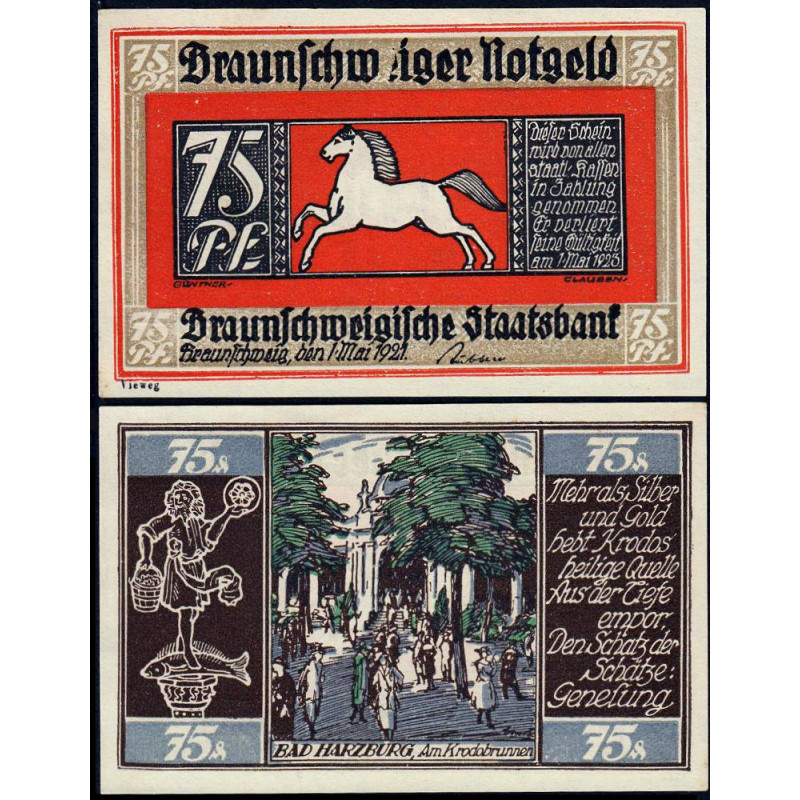 75 Pf.
75 Pf.
Braunschw iger Notgeld
75
Pf.
Dieser Schein
wird von allen
staatl. Kassen
in Zahlung
genommen
Er verliert
seine Gültigkeit
am 1. Mai 1923
GÜNTHER
CLAUSEN
75 Pf.
75 Pf.
Braunschweigische Staatsbank
Braunschweig, den 1. Mai 1921.
Vieweg
75 ₰
75 ₰
Mehr als Silber
und Gold
hebt Krodos
heilige Quelle
Aus der Tiefe
empor,
Den Schatz der
Schätze:
Genesung
75 ₰
75 ₰
BAD HARZBURG, Am Krodobrunnen